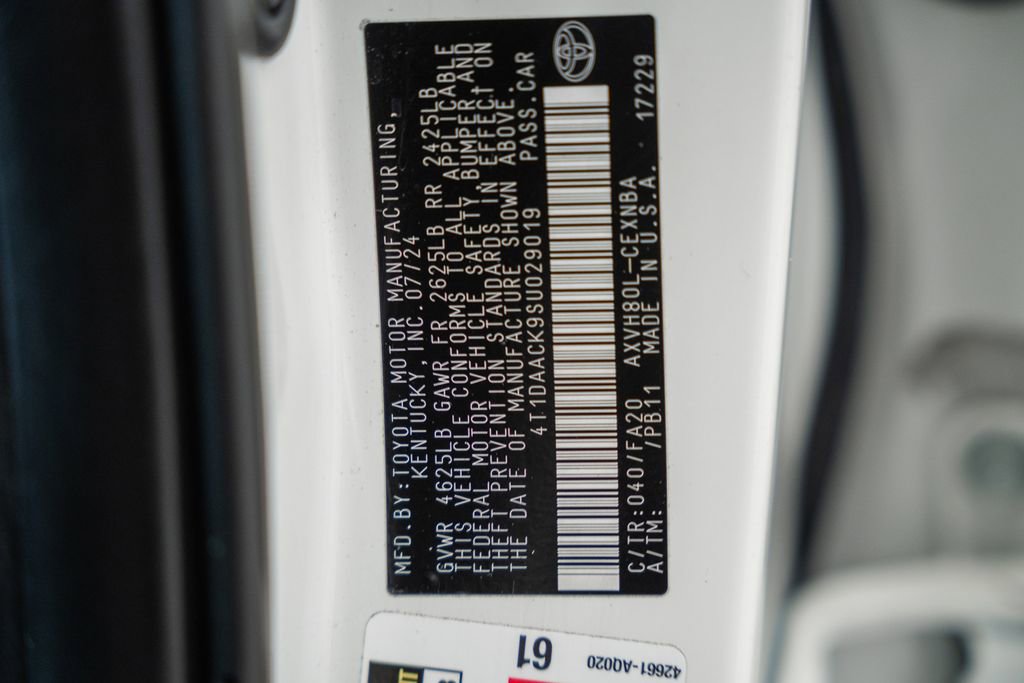 MFD.BY:TOYOTA MOTOR MANUFACTURING,
KENTUCKY,INC.07/24
GVWR 4625LB GAWR FR 2625LB RR 2425LB
THIS VEHICLE CONFORMS TO ALL APPLICABLE
FEDERAL MOTOR VEHICLE SAFETY,BUMPER,AND
THEFT PREVENTION STANDARDS IN EFFECT ON
THE DATE OF MANUFACTURE SHOWN ABOVE.
4T1DAACK9SU029019 PASS.CAR
C/TR:0407/FA20 AXVH80L-CEXNBA
A/TM: /PB11 MADE IN U.S.A. 17229
61
42661-AQ020